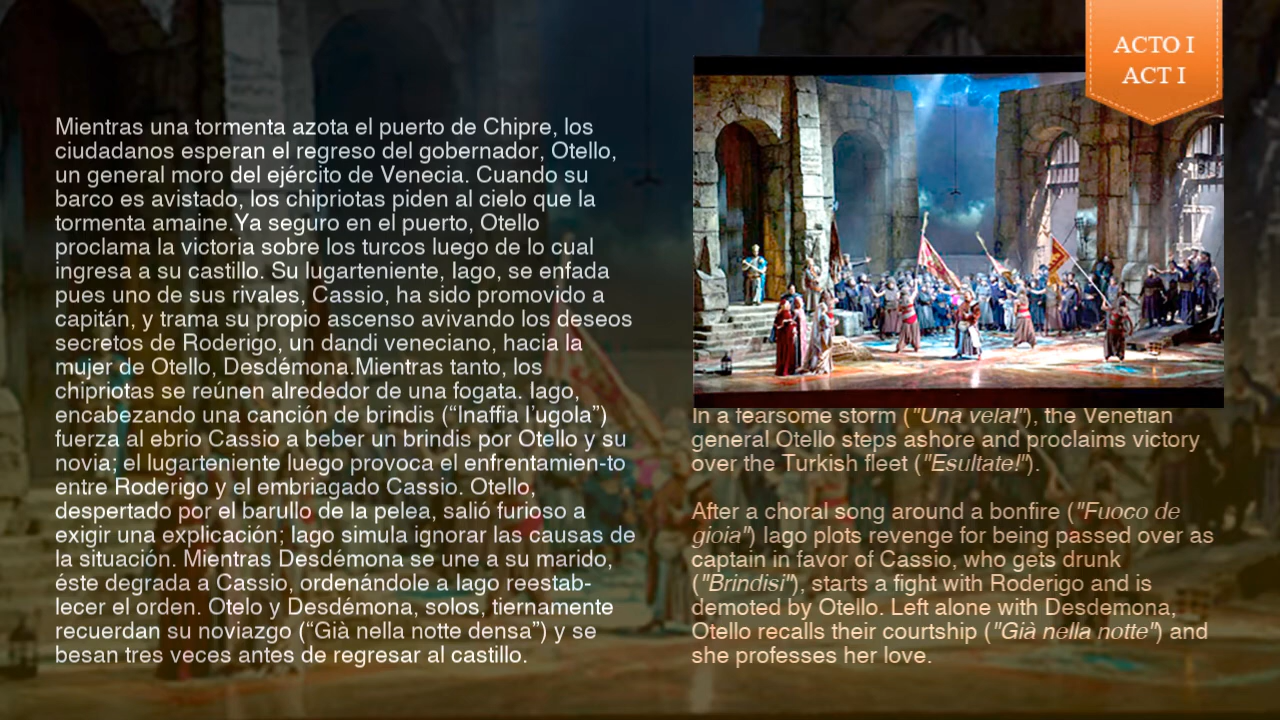 ACTO I
ACT I
Mientras una tormenta azota el puerto de Chipre, los
ciudadanos esperan el regreso del gobernador, Otello,
un general moro del ejército de Venecia. Cuando su
barco es avistado, los chipriotas piden al cielo que la
tormenta amaine.Ya seguro en el puerto, Otello
proclama la victoria sobre los turcos luego de lo cual
ingresa a su castillo. Su lugarteniente, Iago, se enfada
pues uno de sus rivales, Cassio, ha sido promovido a
capitán, y trama su propio ascenso avivando los deseos
secretos de Roderigo, un dandi veneciano, hacia la
mujer de Otello, Desdémona.Mientras tanto, los
chipriotas se reúnen alrededor de una fogata. Iago,
encabezando una canción de brindis (“Inaffia l’ugola”)
fuerza al ebrio Cassio a beber un brindis por Otello y su
novia; el lugarteniente luego provoca el enfrentamien-to
entre Roderigo y el embriagado Cassio. Otello,
despertado por el barullo de la pelea, salió furioso a
exigir una explicación; Iago simula ignorar las causas de
la situación. Mientras Desdémona se une a su marido,
éste degrada a Cassio, ordenándole a Iago reestab-
lecer el orden. Otelo y Desdémona, solos, tiernamente
recuerdan su noviazgo (“Già nella notte densa”) y se
besan tres veces antes de regresar al castillo.
In a fearsome storm ("Una vela!"), the Venetian
general Otello steps ashore and proclaims victory
over the Turkish fleet ("Esultate!").
After a choral song around a bonfire ("Fuoco de
gioia") Iago plots revenge for being passed over as
captain in favor of Cassio, who gets drunk
("Brindisi"), starts a fight with Roderigo and is
demoted by Otello. Left alone with Desdemona,
Otello recalls their courtship ("Già nella notte") and
she professes her love.